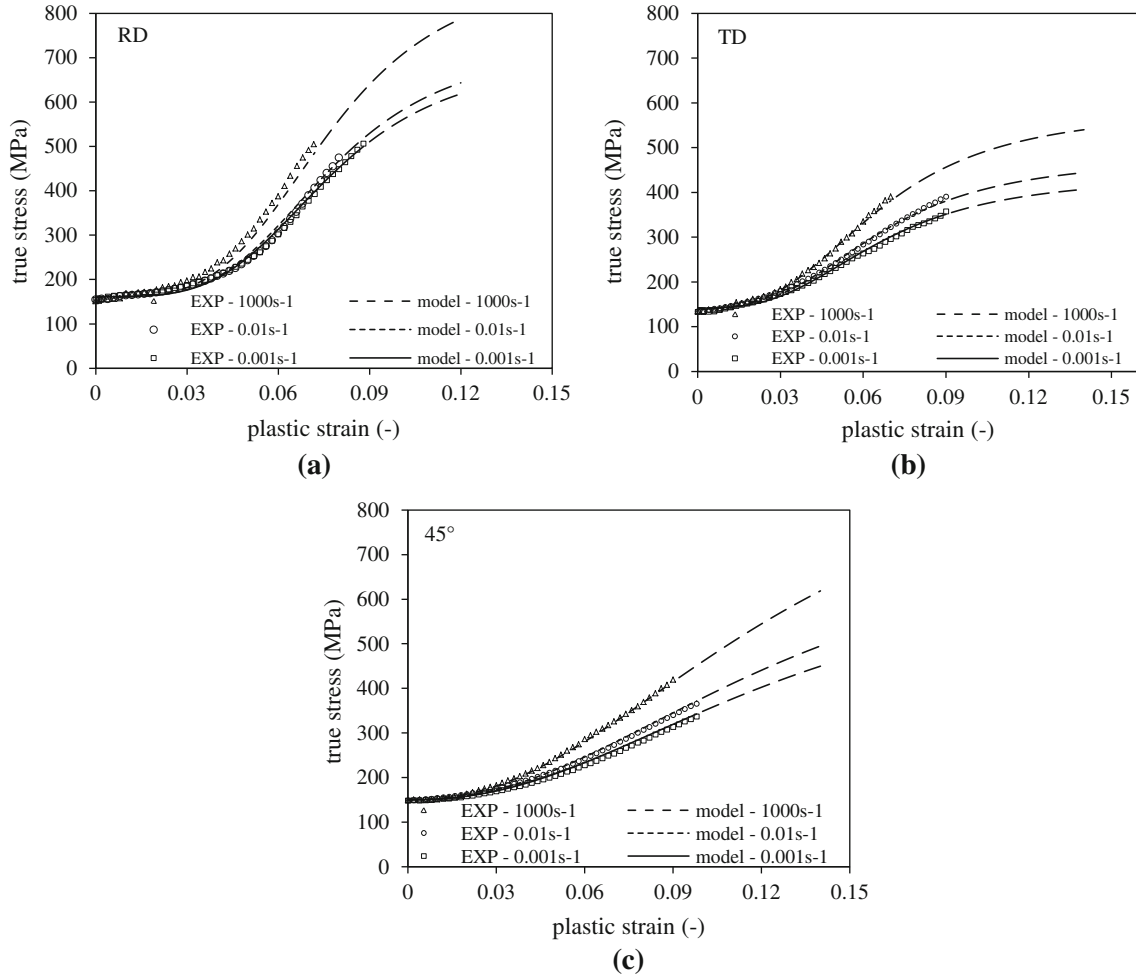 RD
true stress (MPa)
800
700
600
500
400
300
200
100
0
EXP - 1000s-1
model - 1000s-1
EXP - 0.01s-1
model - 0.01s-1
EXP - 0.001s-1
model - 0.001s-1
0 0.03 0.06 0.09 0.12 0.15
plastic strain (-)
(a)
TD
true stress (MPa)
800
700
600
500
400
300
200
100
0
EXP - 1000s-1
model - 1000s-1
EXP - 0.01s-1
model - 0.01s-1
EXP - 0.001s-1
model - 0.001s-1
0 0.03 0.06 0.09 0.12 0.15
plastic strain (-)
(b)
45°
true stress (MPa)
800
700
600
500
400
300
200
100
0
EXP - 1000s-1
model - 1000s-1
EXP - 0.01s-1
model - 0.01s-1
EXP - 0.001s-1
model - 0.001s-1
0 0.03 0.06 0.09 0.12 0.15
plastic strain (-)
(c)